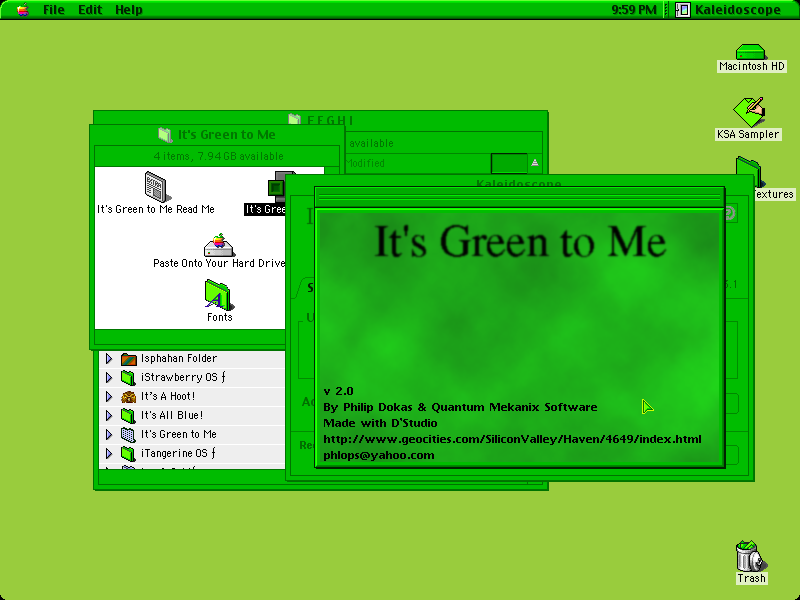 File Edit Help
9:59 PM Kaleidoscope
Macintosh HD
KSA Sampler
extures
E F G H I
It's Green to Me
4 items, 7.94 GB available
available
Modified
Kaleidoscope
It's Green to Me Read Me
It's Gree
Paste Onto Your Hard Drive
Fonts
It's Green to Me
v 2.0
By Philip Dokas & Quantum Mekanix Software
Made with D'Studio
http://www.geocities.com/SiliconValley/Haven/4649/index.html
phlops@yahoo.com
Isphahan Folder
iStrawberry OS ƒ
It's A Hoot!
It's All Blue!
It's Green to Me
iTangerine OS ƒ
Trash